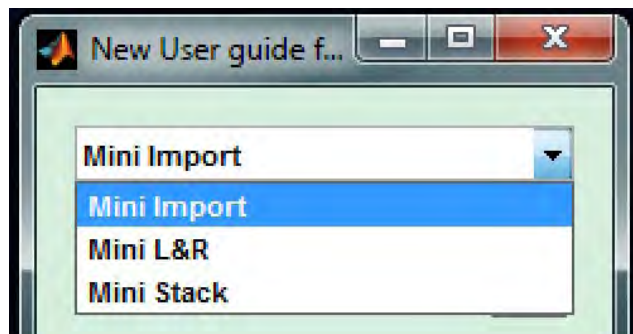 New User guide f...
Mini Import
Mini Import
Mini L&R
Mini Stack